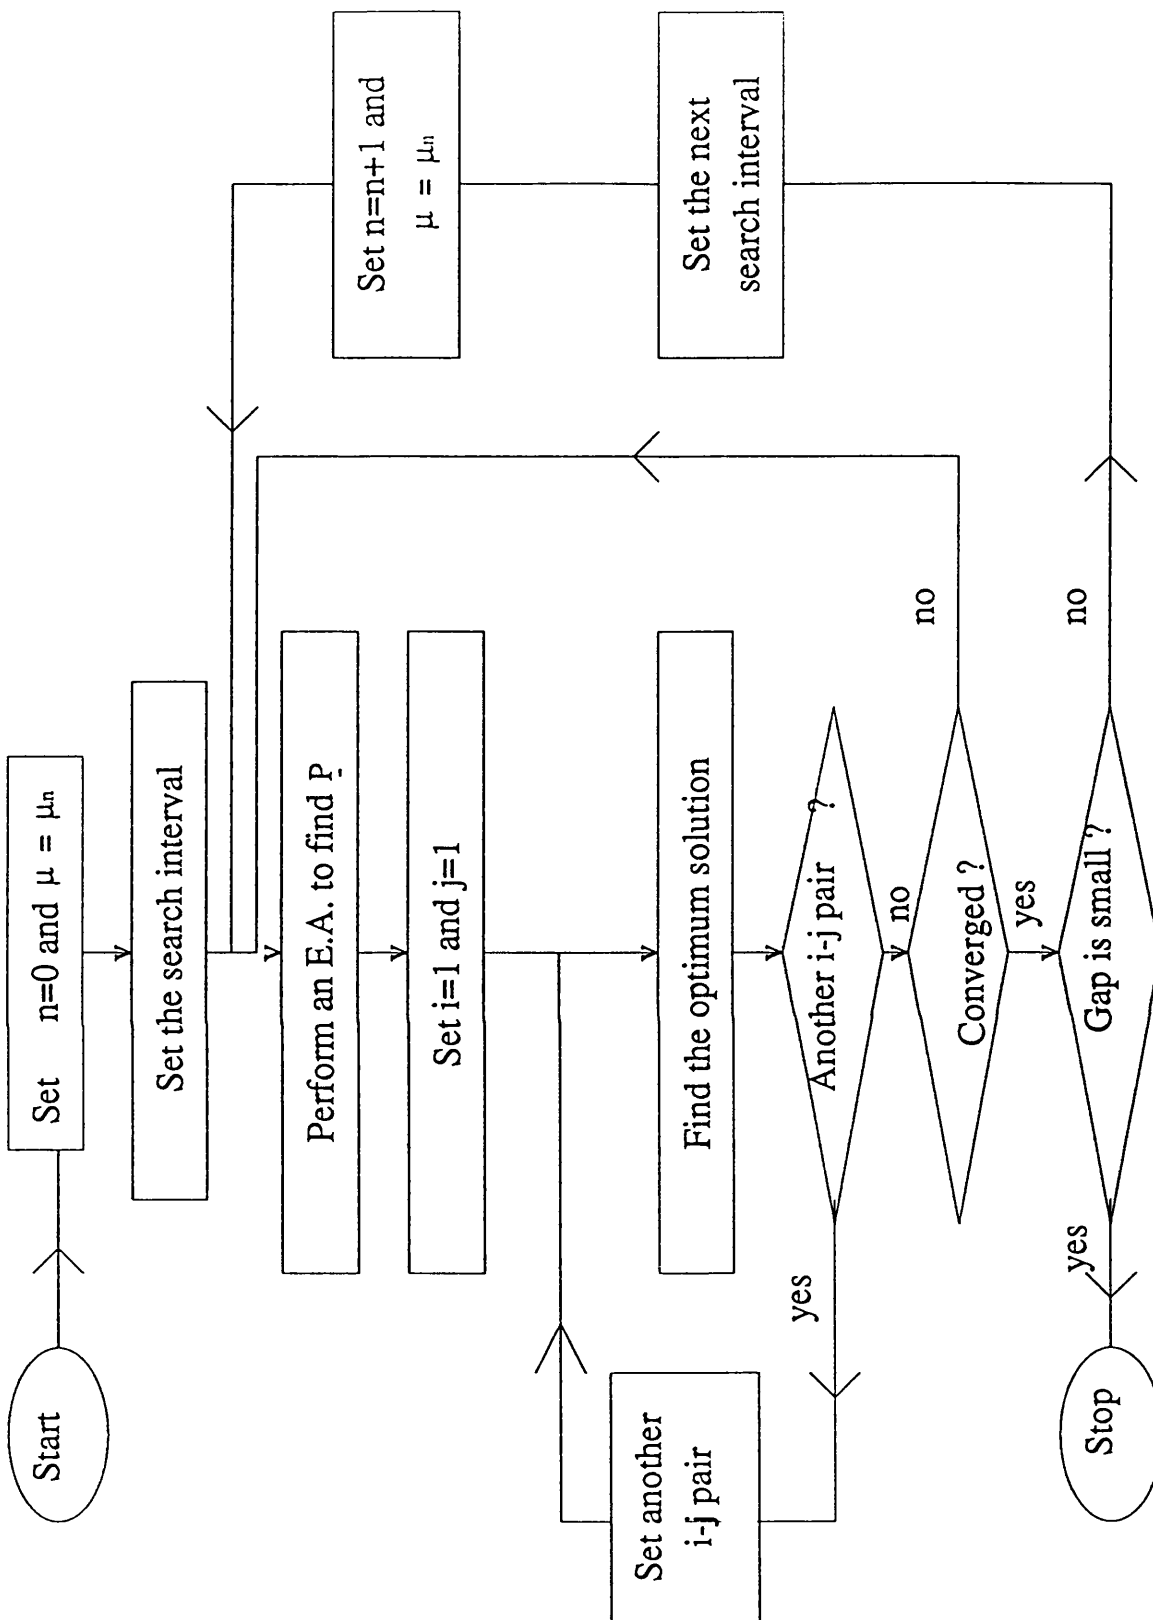 Start
Set n=0 and μ = μn
Set the search interval
Perform an E.A. to find P
Set i=1 and j=1
Find the optimum solution
Another i-j pair ?
yes
no
Set another
i-j pair
Converged ?
no
yes
Gap is small ?
no
yes
Stop
Set the next
search interval
Set n=n+1 and
μ = μn